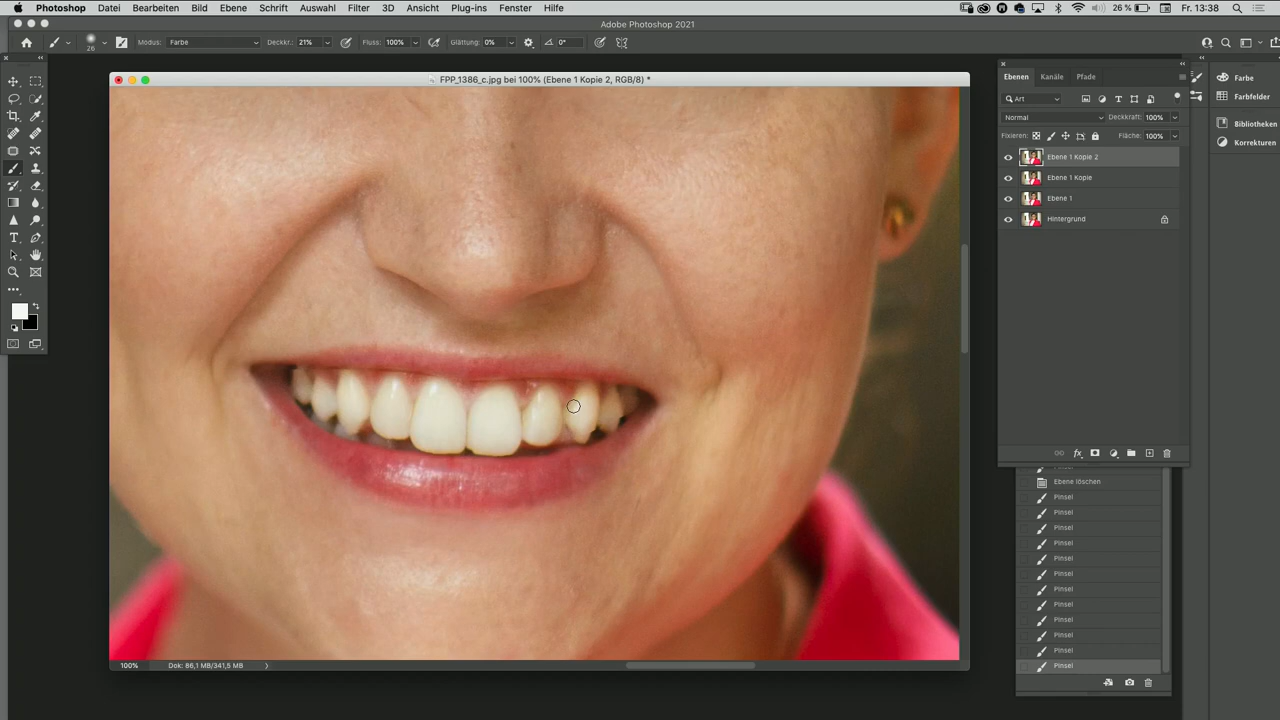 Photoshop Datei Bearbeiten Bild Ebene Schrift Auswahl Filter 3D Ansicht Plug-ins Fenster Hilfe 26 % Fr. 13:38
Adobe Photoshop 2021
26 Modus: Farbe Deckkr.: 21% Fluss: 100% Glättung: 0% 0°
FPP_1386_c.jpg bei 100% (Ebene 1 Kopie 2, RGB/8) *
Ebenen Kanäle Pfade
Art
Normal Deckkraft: 100%
Fixieren: Fläche: 100%
Ebene 1 Kopie 2
Ebene 1 Kopie
Ebene 1
Hintergrund
Farbe
Farbfelder
Bibliotheken
Korrekturen
Ebene löschen
Pinsel
Pinsel
Pinsel
Pinsel
Pinsel
Pinsel
Pinsel
Pinsel
Pinsel
Pinsel
Pinsel
Pinsel
100% Dok: 86,1 MB/341,5 MB